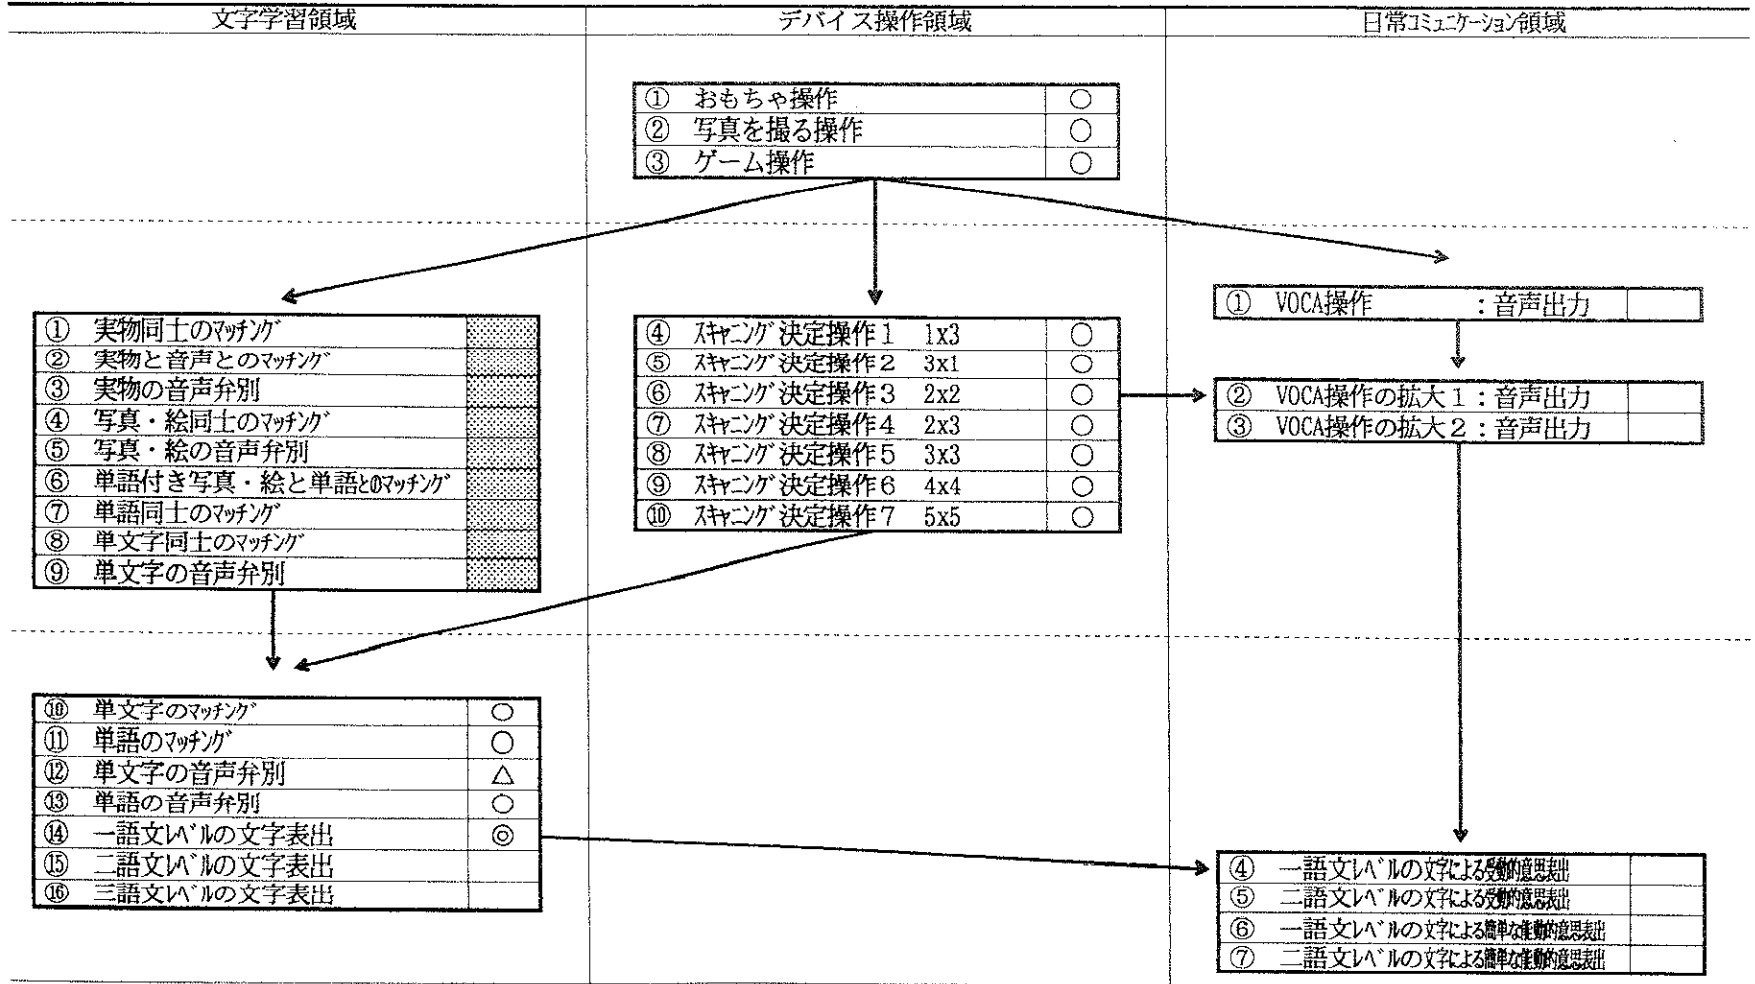 文字学習領域
デバイス操作領域
日常コミュニケーション領域
① おもちゃ操作 ○
② 写真を撮る操作 ○
③ ゲーム操作 ○
① 実物同士のマッチング
② 実物と音声とのマッチング
③ 実物の音声弁別
④ 写真・絵同士のマッチング
⑤ 写真・絵の音声弁別
⑥ 単語付き写真・絵と単語とのマッチング
⑦ 単語同士のマッチング
⑧ 単文字同士のマッチング
⑨ 単文字の音声弁別
④ スキャニング決定操作1 1x3 ○
⑤ スキャニング決定操作2 3x1 ○
⑥ スキャニング決定操作3 2x2 ○
⑦ スキャニング決定操作4 2x3 ○
⑧ スキャニング決定操作5 3x3 ○
⑨ スキャニング決定操作6 4x4 ○
⑩ スキャニング決定操作7 5x5 ○
① VOCA操作 :音声出力
② VOCA操作の拡大1:音声出力
③ VOCA操作の拡大2:音声出力
⑩ 単文字のマッチング ○
⑪ 単語のマッチング ○
⑫ 単文字の音声弁別 △
⑬ 単語の音声弁別 ○
⑭ 一語文レベルの文字表出 ◎
⑮ 二語文レベルの文字表出
⑯ 三語文レベルの文字表出
④ 一語文レベルの文字による受動的意思表出
⑤ 二語文レベルの文字による受動的意思表出
⑥ 一語文レベルの文字による簡単な能動的意思表出
⑦ 二語文レベルの文字による簡単な能動的意思表出